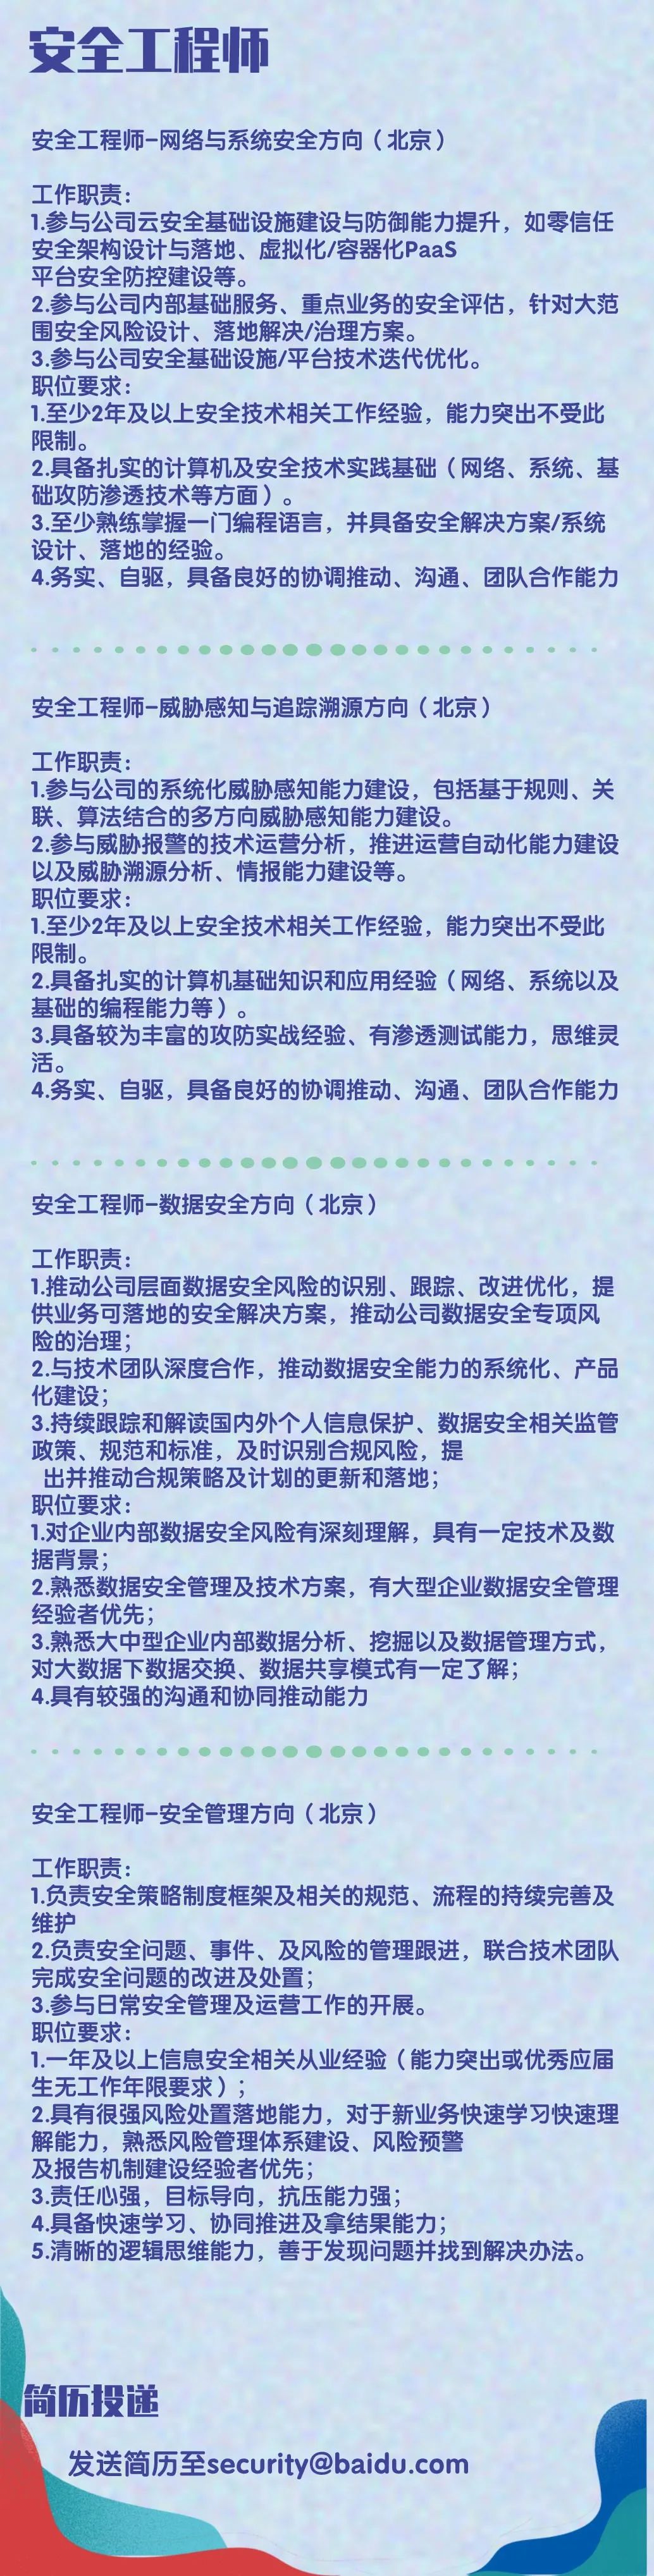 安全工程师
安全工程师-网络与系统安全方向（北京）
工作职责：
1.参与公司云安全基础设施建设与防御能力提升，如零信任
安全架构设计与落地、虚拟化/容器化PaaS
平台安全防控建设等。
2.参与公司内部基础服务、重点业务的安全评估，针对大范
围安全风险设计、落地解决/治理方案。
3.参与公司安全基础设施/平台技术迭代优化。
职位要求：
1.至少2年及以上安全技术相关工作经验，能力突出不受此
限制。
2.具备扎实的计算机及安全技术实践基础（网络、系统、基
础攻防渗透技术等方面）。
3.至少熟练掌握一门编程语言，并具备安全解决方案/系统
设计、落地的经验。
4.务实、自驱，具备良好的协调推动、沟通、团队合作能力
安全工程师-威胁感知与追踪溯源方向（北京）
工作职责：
1.参与公司的系统化威胁感知能力建设，包括基于规则、关
联、算法结合的多方向威胁感知能力建设。
2.参与威胁报警的技术运营分析，推进运营自动化能力建设
以及威胁溯源分析、情报能力建设等。
职位要求：
1.至少2年及以上安全技术相关工作经验，能力突出不受此
限制。
2.具备扎实的计算机基础知识和应用经验（网络、系统以及
基础的编程能力等）。
3.具备较为丰富的攻防实战经验、有渗透测试能力，思维灵
活。
4.务实、自驱，具备良好的协调推动、沟通、团队合作能力
安全工程师-数据安全方向（北京）
工作职责：
1.推动公司层面数据安全风险的识别、跟踪、改进优化，提
供业务可落地的安全解决方案，推动公司数据安全专项风
险的治理；
2.与技术团队深度合作，推动数据安全能力的系统化、产品
化建设；
3.持续跟踪和解读国内外个人信息保护、数据安全相关监管
政策、规范和标准，及时识别合规风险，提
出并推动合规策略及计划的更新和落地；
职位要求：
1.对企业内部数据安全风险有深刻理解，具有一定技术及数
据背景；
2.熟悉数据安全管理及技术方案，有大型企业数据安全管理
经验者优先；
3.熟悉大中型企业内部数据分析、挖掘以及数据管理方式，
对大数据下数据交换、数据共享模式有一定了解；
4.具有较强的沟通和协同推动能力
安全工程师-安全管理方向（北京）
工作职责：
1.负责安全策略制度框架及相关的规范、流程的持续完善及
维护
2.负责安全问题、事件、及风险的管理跟进，联合技术团队
完成安全问题的改进及处置；
3.参与日常安全管理及运营工作的开展。
职位要求：
1.一年及以上信息安全相关从业经验（能力突出或优秀应届
生无工作年限要求）；
2.具有很强风险处置落地能力，对于新业务快速学习快速理
解能力，熟悉风险管理体系建设、风险预警
及报告机制建设经验者优先；
3.责任心强，目标导向，抗压能力强；
4.具备快速学习、协同推进及拿结果能力；
5.清晰的逻辑思维能力，善于发现问题并找到解决办法。
简历投递
发送简历至security@baidu.com